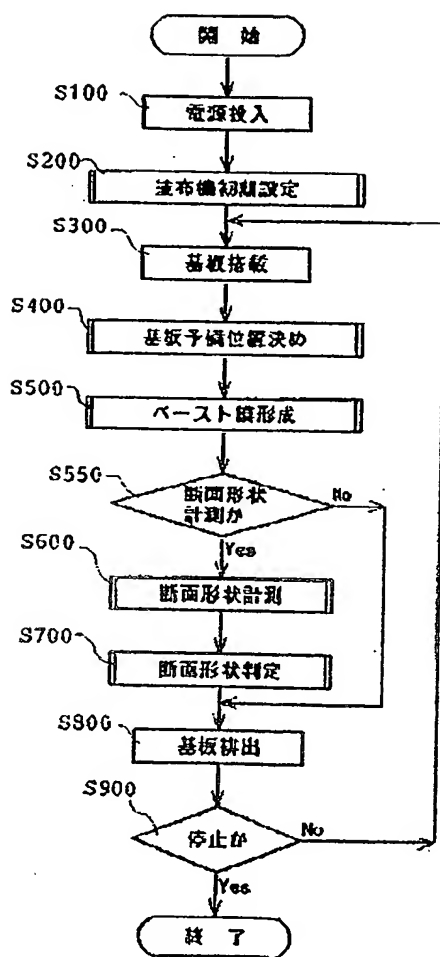 開 始
S100
電源投入
S200
塗布機初期設定
S300
基板搭載
S400
基板予備位置決め
S500
ペースト膜形成
S550
断面形状
計測か
No
Yes
S600
断面形状計測
S700
断面形状判定
S800
基板排出
S900
停止か
No
Yes
終 了